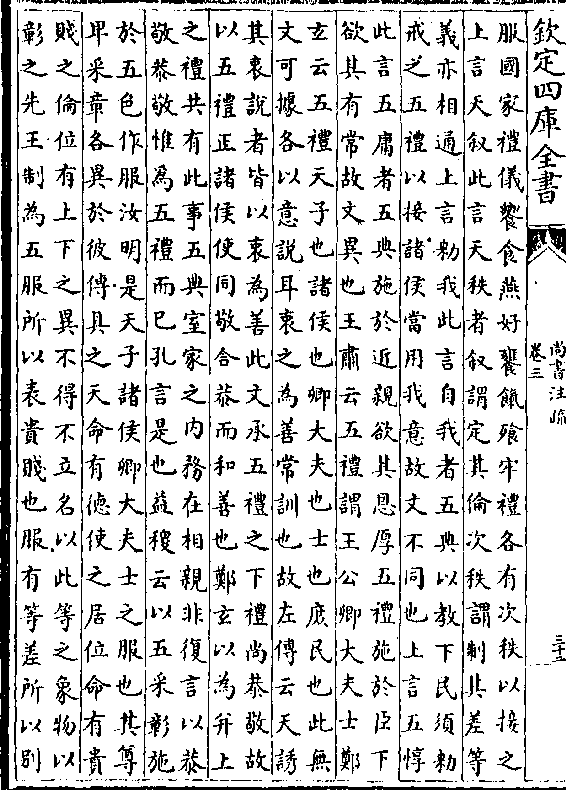 欽定四庫全書
尚書注疏
卷三
三十三
服國家禮儀饗食燕好饔餼飱牢禮各有次秩以接之
上言天叙此言天秩者叙謂定其倫次秩謂制其差等
義亦相通上言勑我此言自我者五典以教下民須勑
戒之五禮以接諸侯當用我意故文不同也上言五惇
此言五庸者五典施於近親欲其恩厚五禮施於臣下
欲其有常故文異也王肅云五禮謂王公卿大夫士鄭
玄云五禮天子也諸侯也卿大夫也士也庶民也此無
文可據各以意説耳衷之為善常訓也故左傳云天誘
其衷説者皆以衷為善此文承五禮之下禮尚恭敬故
以五禮正諸侯使同敬合恭而和善也鄭玄以為并上
之禮共有此事五典室家之内務在相親非復言以恭
敬恭敬惟為五禮而已孔言是也益稷云以五采彰施
於五色作服汝明是天子諸侯卿大夫士之服也其尊
卑采章各異於彼傳具之天命有德使之居位命有貴
賤之倫位有上下之異不得不立名以此等之象物以
彰之先王制為五服所以表貴賤也服有等差所以别